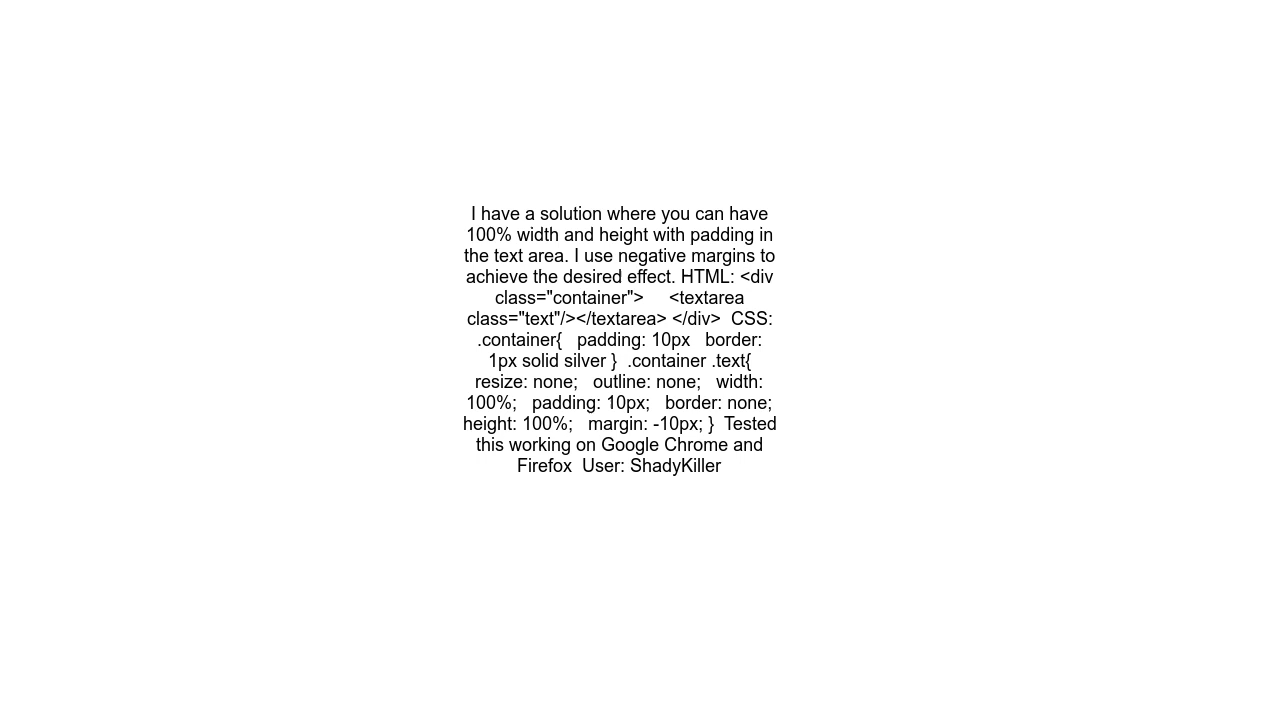 I have a solution where you can have
100% width and height with padding in
the text area. I use negative margins to
achieve the desired effect. HTML: <div
class="container">     <textarea
class="text"/></textarea> </div>  CSS:
.container{   padding: 10px   border:
1px solid silver }  .container .text{
resize: none;   outline: none;   width:
100%;   padding: 10px;   border: none;
height: 100%;   margin: -10px; }  Tested
this working on Google Chrome and
Firefox  User: ShadyKiller